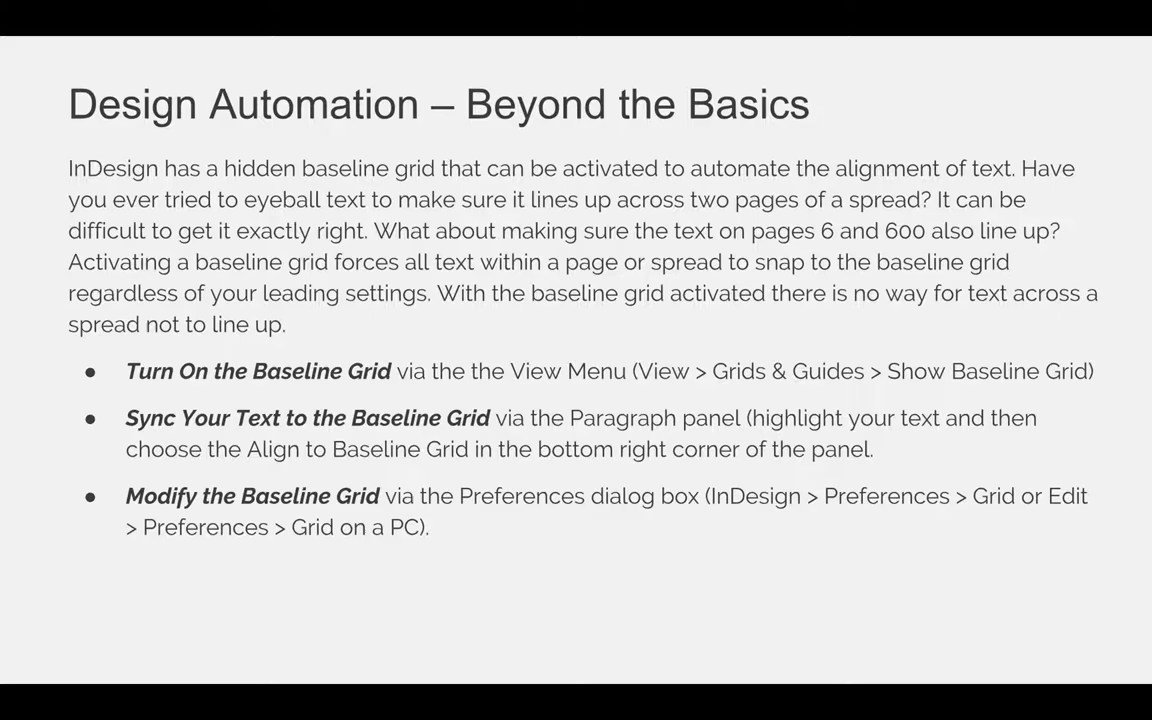 Design Automation – Beyond the Basics
InDesign has a hidden baseline grid that can be activated to automate the alignment of text. Have
you ever tried to eyeball text to make sure it lines up across two pages of a spread? It can be
difficult to get it exactly right. What about making sure the text on pages 6 and 600 also line up?
Activating a baseline grid forces all text within a page or spread to snap to the baseline grid
regardless of your leading settings. With the baseline grid activated there is no way for text across a
spread not to line up.
● Turn On the Baseline Grid via the the View Menu (View > Grids & Guides > Show Baseline Grid)
● Sync Your Text to the Baseline Grid via the Paragraph panel (highlight your text and then
choose the Align to Baseline Grid in the bottom right corner of the panel.
● Modify the Baseline Grid via the Preferences dialog box (InDesign > Preferences > Grid or Edit
> Preferences > Grid on a PC).